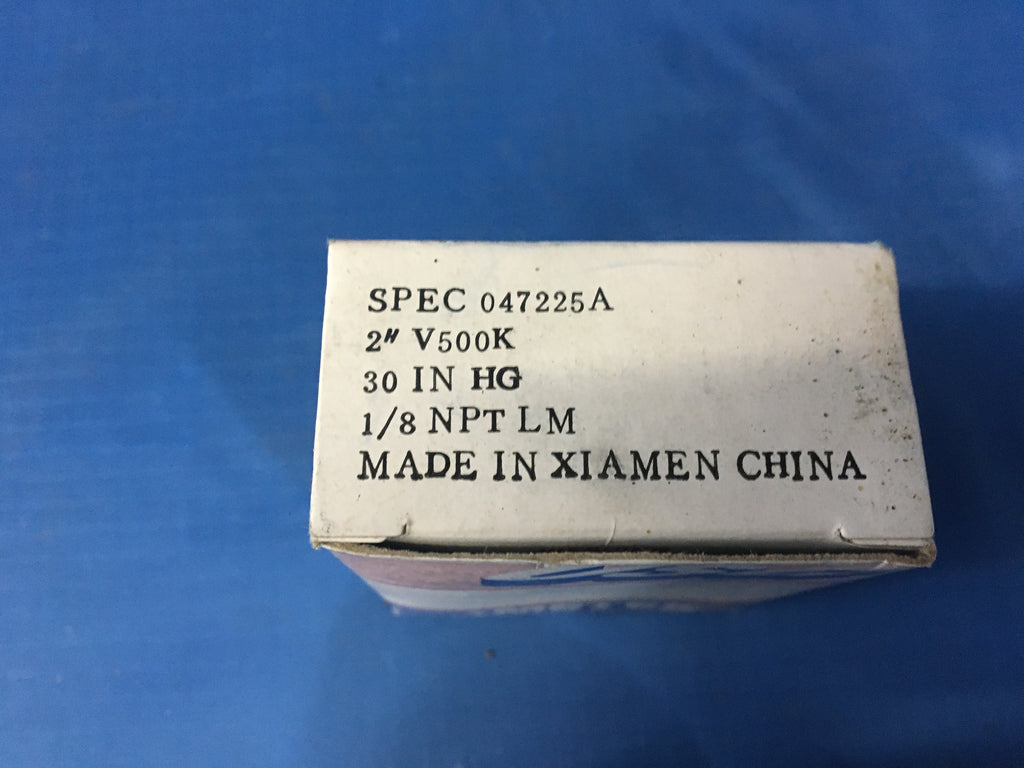 SPEC 047225A
2" V500K
30 IN HG
1/8 NPT LM
MADE IN XIAMEN CHINA